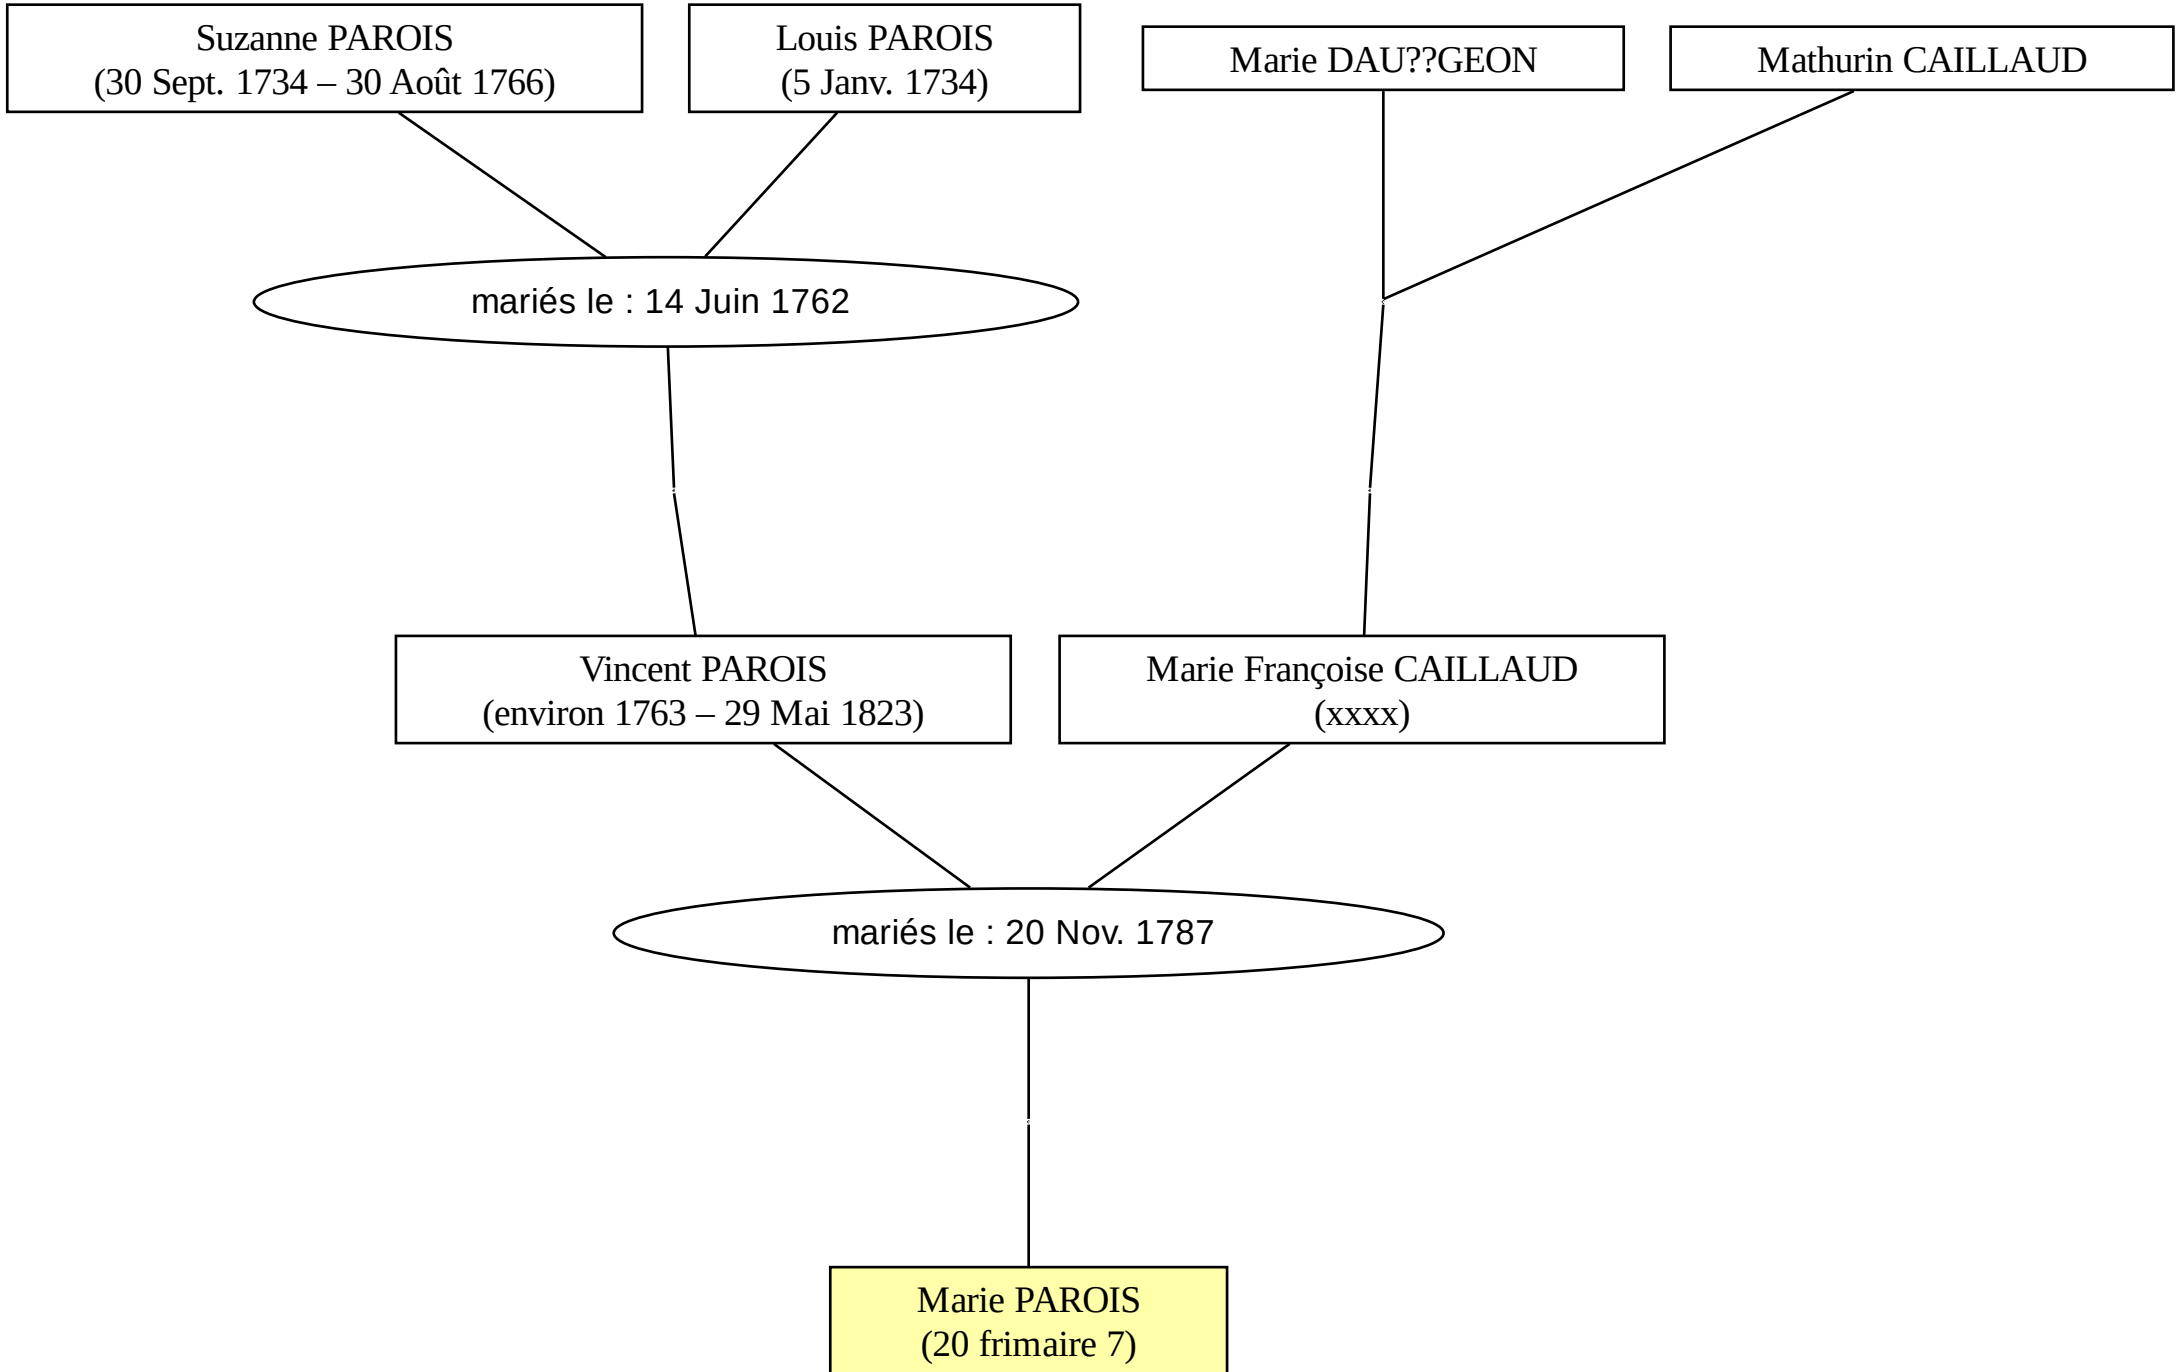 Suzanne PAROIS
(30 Sept. 1734 – 30 Août 1766)
Louis PAROIS
(5 Janv. 1734)
Marie DAU??GEON
Mathurin CAILLAUD
mariés le : 14 Juin 1762
Vincent PAROIS
(environ 1763 – 29 Mai 1823)
Marie Françoise CAILLAUD
(xxxx)
mariés le : 20 Nov. 1787
Marie PAROIS
(20 frimaire 7)